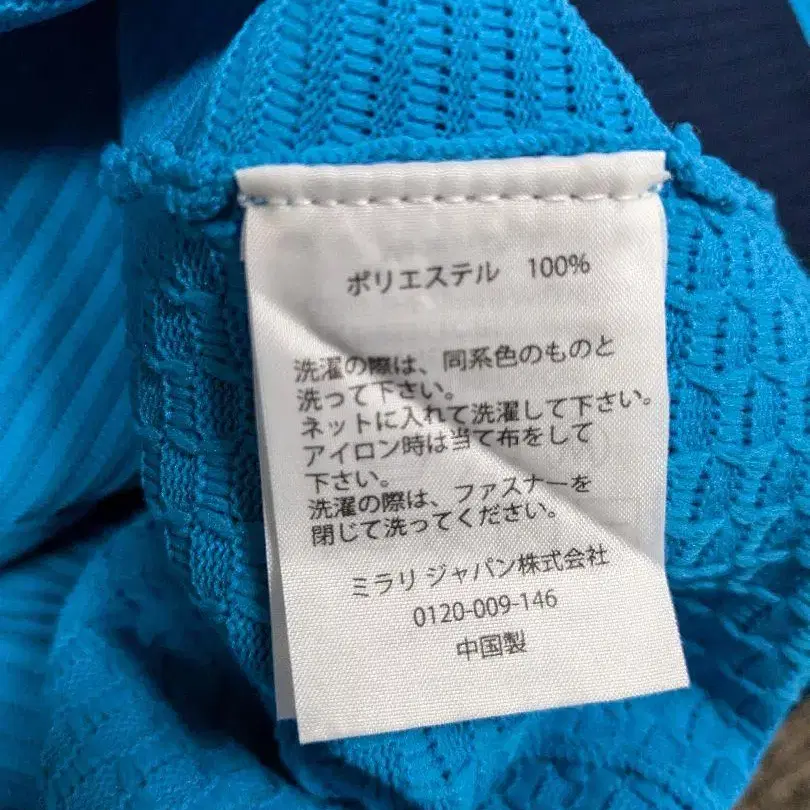 ポリエステル 100%
洗濯の際は、同系色のものと
洗って下さい。
ネットに入れて洗濯して下さい。
アイロン時は当て布をして
下さい。
洗濯の際は、ファスナーを
閉じて洗ってください。
ミラリ ジャパン株式会社
0120-009-146
中国製